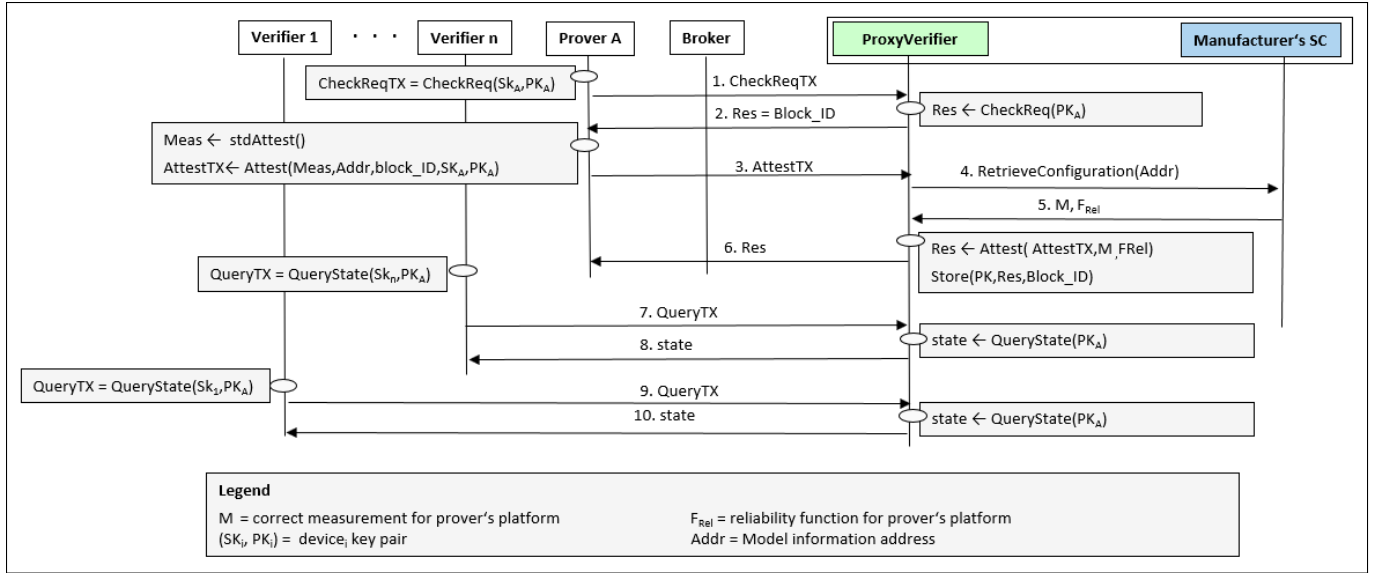 Verifier 1 · · · Verifier n Prover A Broker ProxyVerifier Manufacturer's SC
CheckReqTX = CheckReq(Sk_A,PK_A)
1. CheckReqTX
Res ← CheckReq(PK_A)
2. Res = Block_ID
Meas ← stdAttest()
AttestTX← Attest(Meas,Addr,block_ID,SK_A,PK_A)
3. AttestTX
4. RetrieveConfiguration(Addr)
5. M, F_Rel
6. Res
Res ← Attest( AttestTX,M ,FRel)
Store(PK,Res,Block_ID)
QueryTX = QueryState(Sk_n,PK_A)
7. QueryTX
8. state
state ← QueryState(PK_A)
QueryTX = QueryState(Sk_1,PK_A)
9. QueryTX
10. state
state ← QueryState(PK_A)
Legend
M = correct measurement for prover's platform F_Rel = reliability function for prover's platform
(SK_i, PK_i) = device_i key pair Addr = Model information address